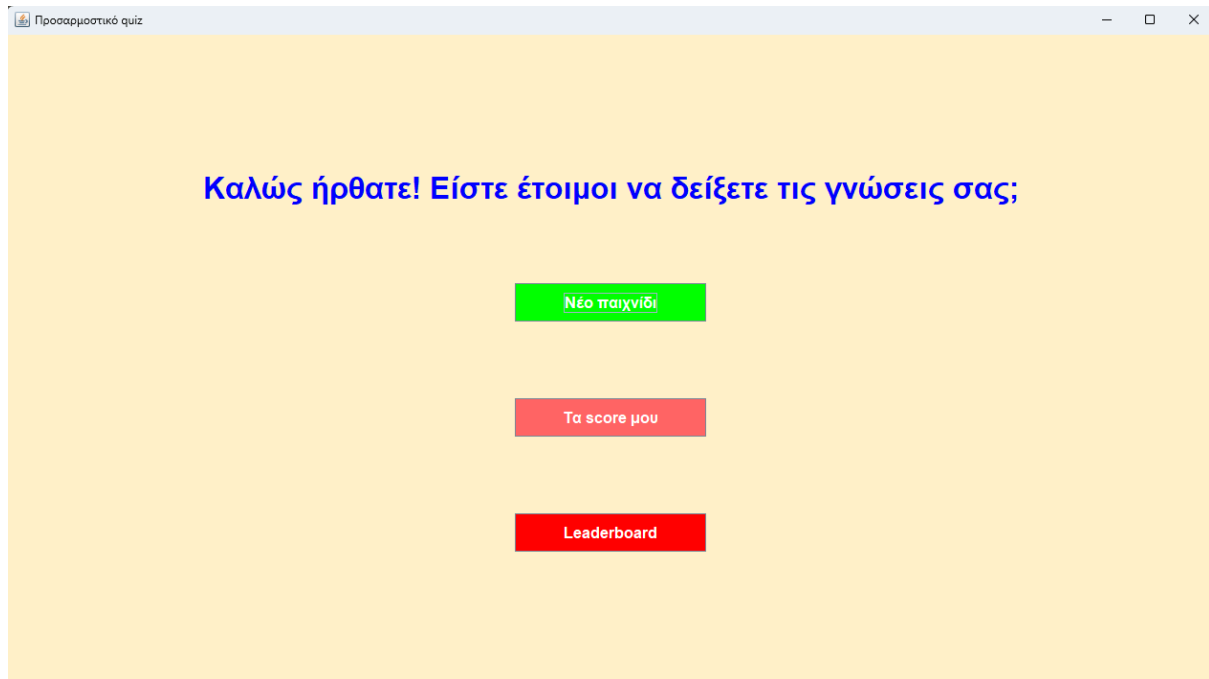 Προσαρμοστικό quiz
Καλώς ήρθατε! Είστε έτοιμοι να δείξετε τις γνώσεις σας;
Νέο παιχνίδι
Τα score μου
Leaderboard